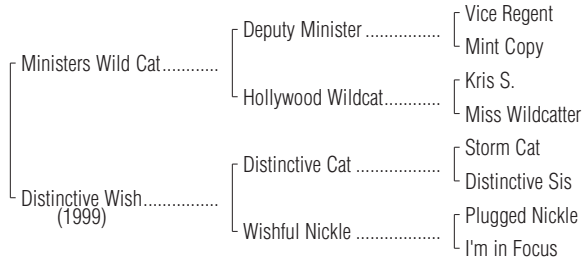 Vice Regent
Deputy Minister ..................
Mint Copy
Ministers Wild Cat............
Kris S.
Hollywood Wildcat............
Miss Wildcatter
Storm Cat
Distinctive Cat ...................
Distinctive Sis
Distinctive Wish................
(1999)
Plugged Nickle
Wishful Nickle ...................
I'm in Focus